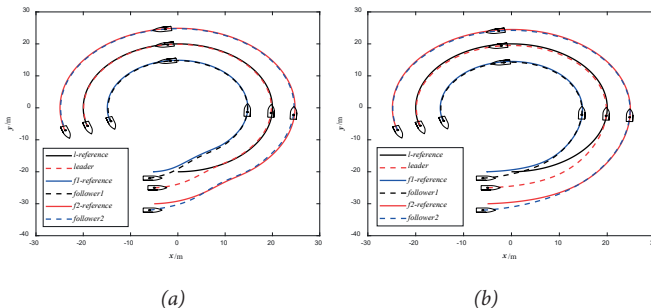 30
20
10
0
-10
-20
-30
-40
y/m
-30
-20
-10
0
10
20
30
x/m
l-reference
leader
f1-reference
follower1
f2-reference
follower2
(a)
30
20
10
0
-10
-20
-30
-40
y/m
-30
-20
-10
0
10
20
30
x/m
l-reference
leader
f1-reference
follower1
f2-reference
follower2
(b)